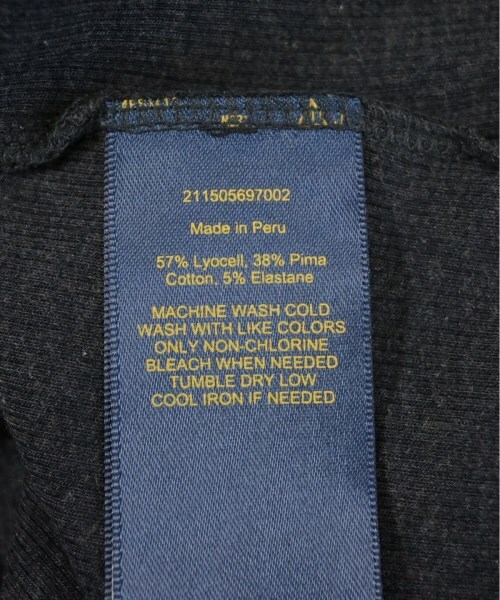 211505697002
Made in Peru
57% Lyocell, 38% Pima
Cotton, 5% Elastane
MACHINE WASH COLD
WASH WITH LIKE COLORS
ONLY NON-CHLORINE
BLEACH WHEN NEEDED
TUMBLE DRY LOW
COOL IRON IF NEEDED